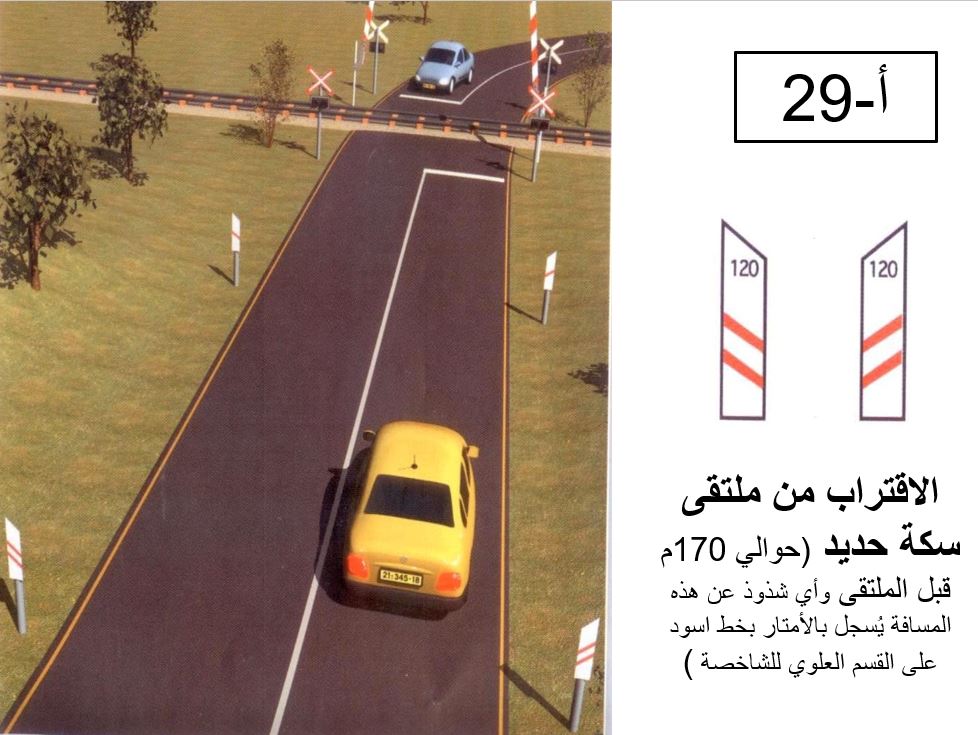 أ-29
120 120
الاقتراب من ملتقى
سكة حديد (حوالي 170م
قبل الملتقى وأي شذوذ عن هذه
المسافة يُسجل بالأمتار بخط اسود
على القسم العلوي للشاخصة )
21-345-18